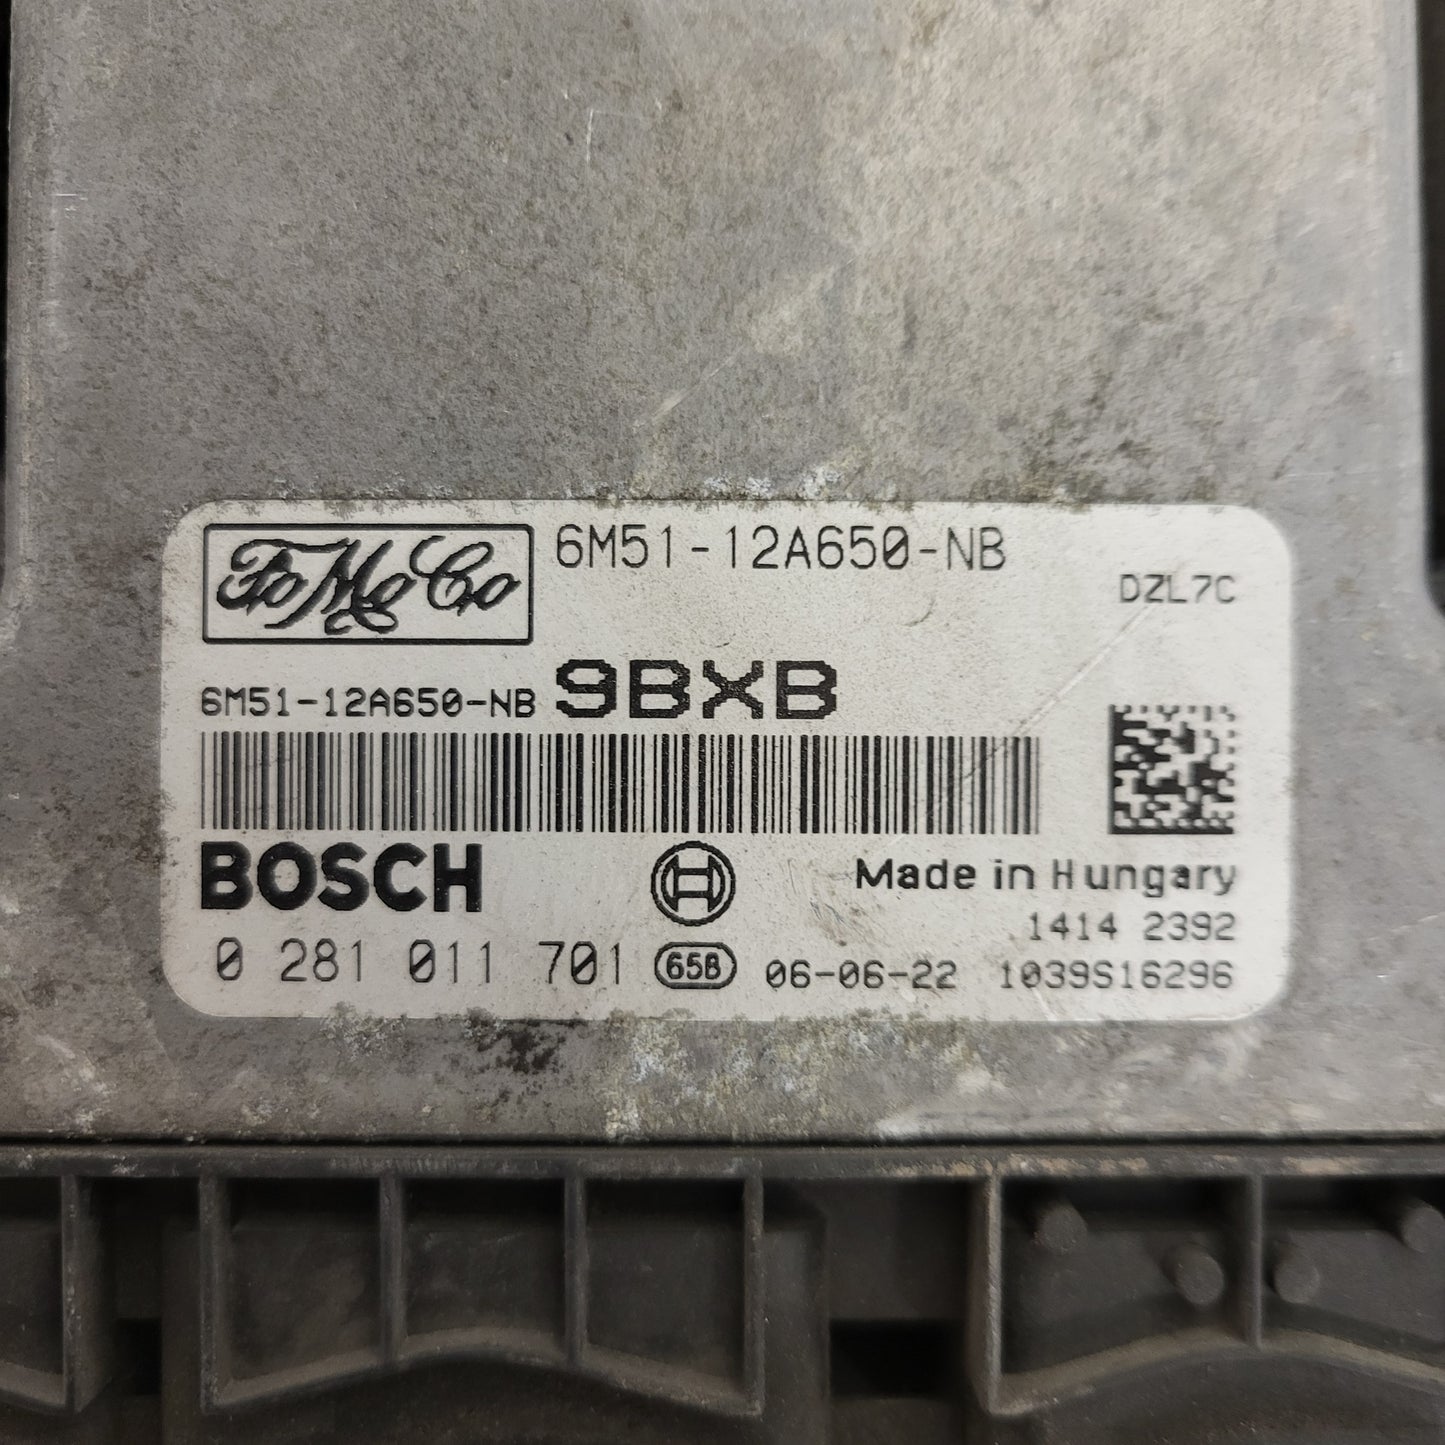 FoMoCo 6M51-12A650-NB
DZL7C
6M51-12A650-NB 9BXB
BOSCH
Made in Hungary
1414 2392
0 281 011 701 65B 06-06-22 1039S16296